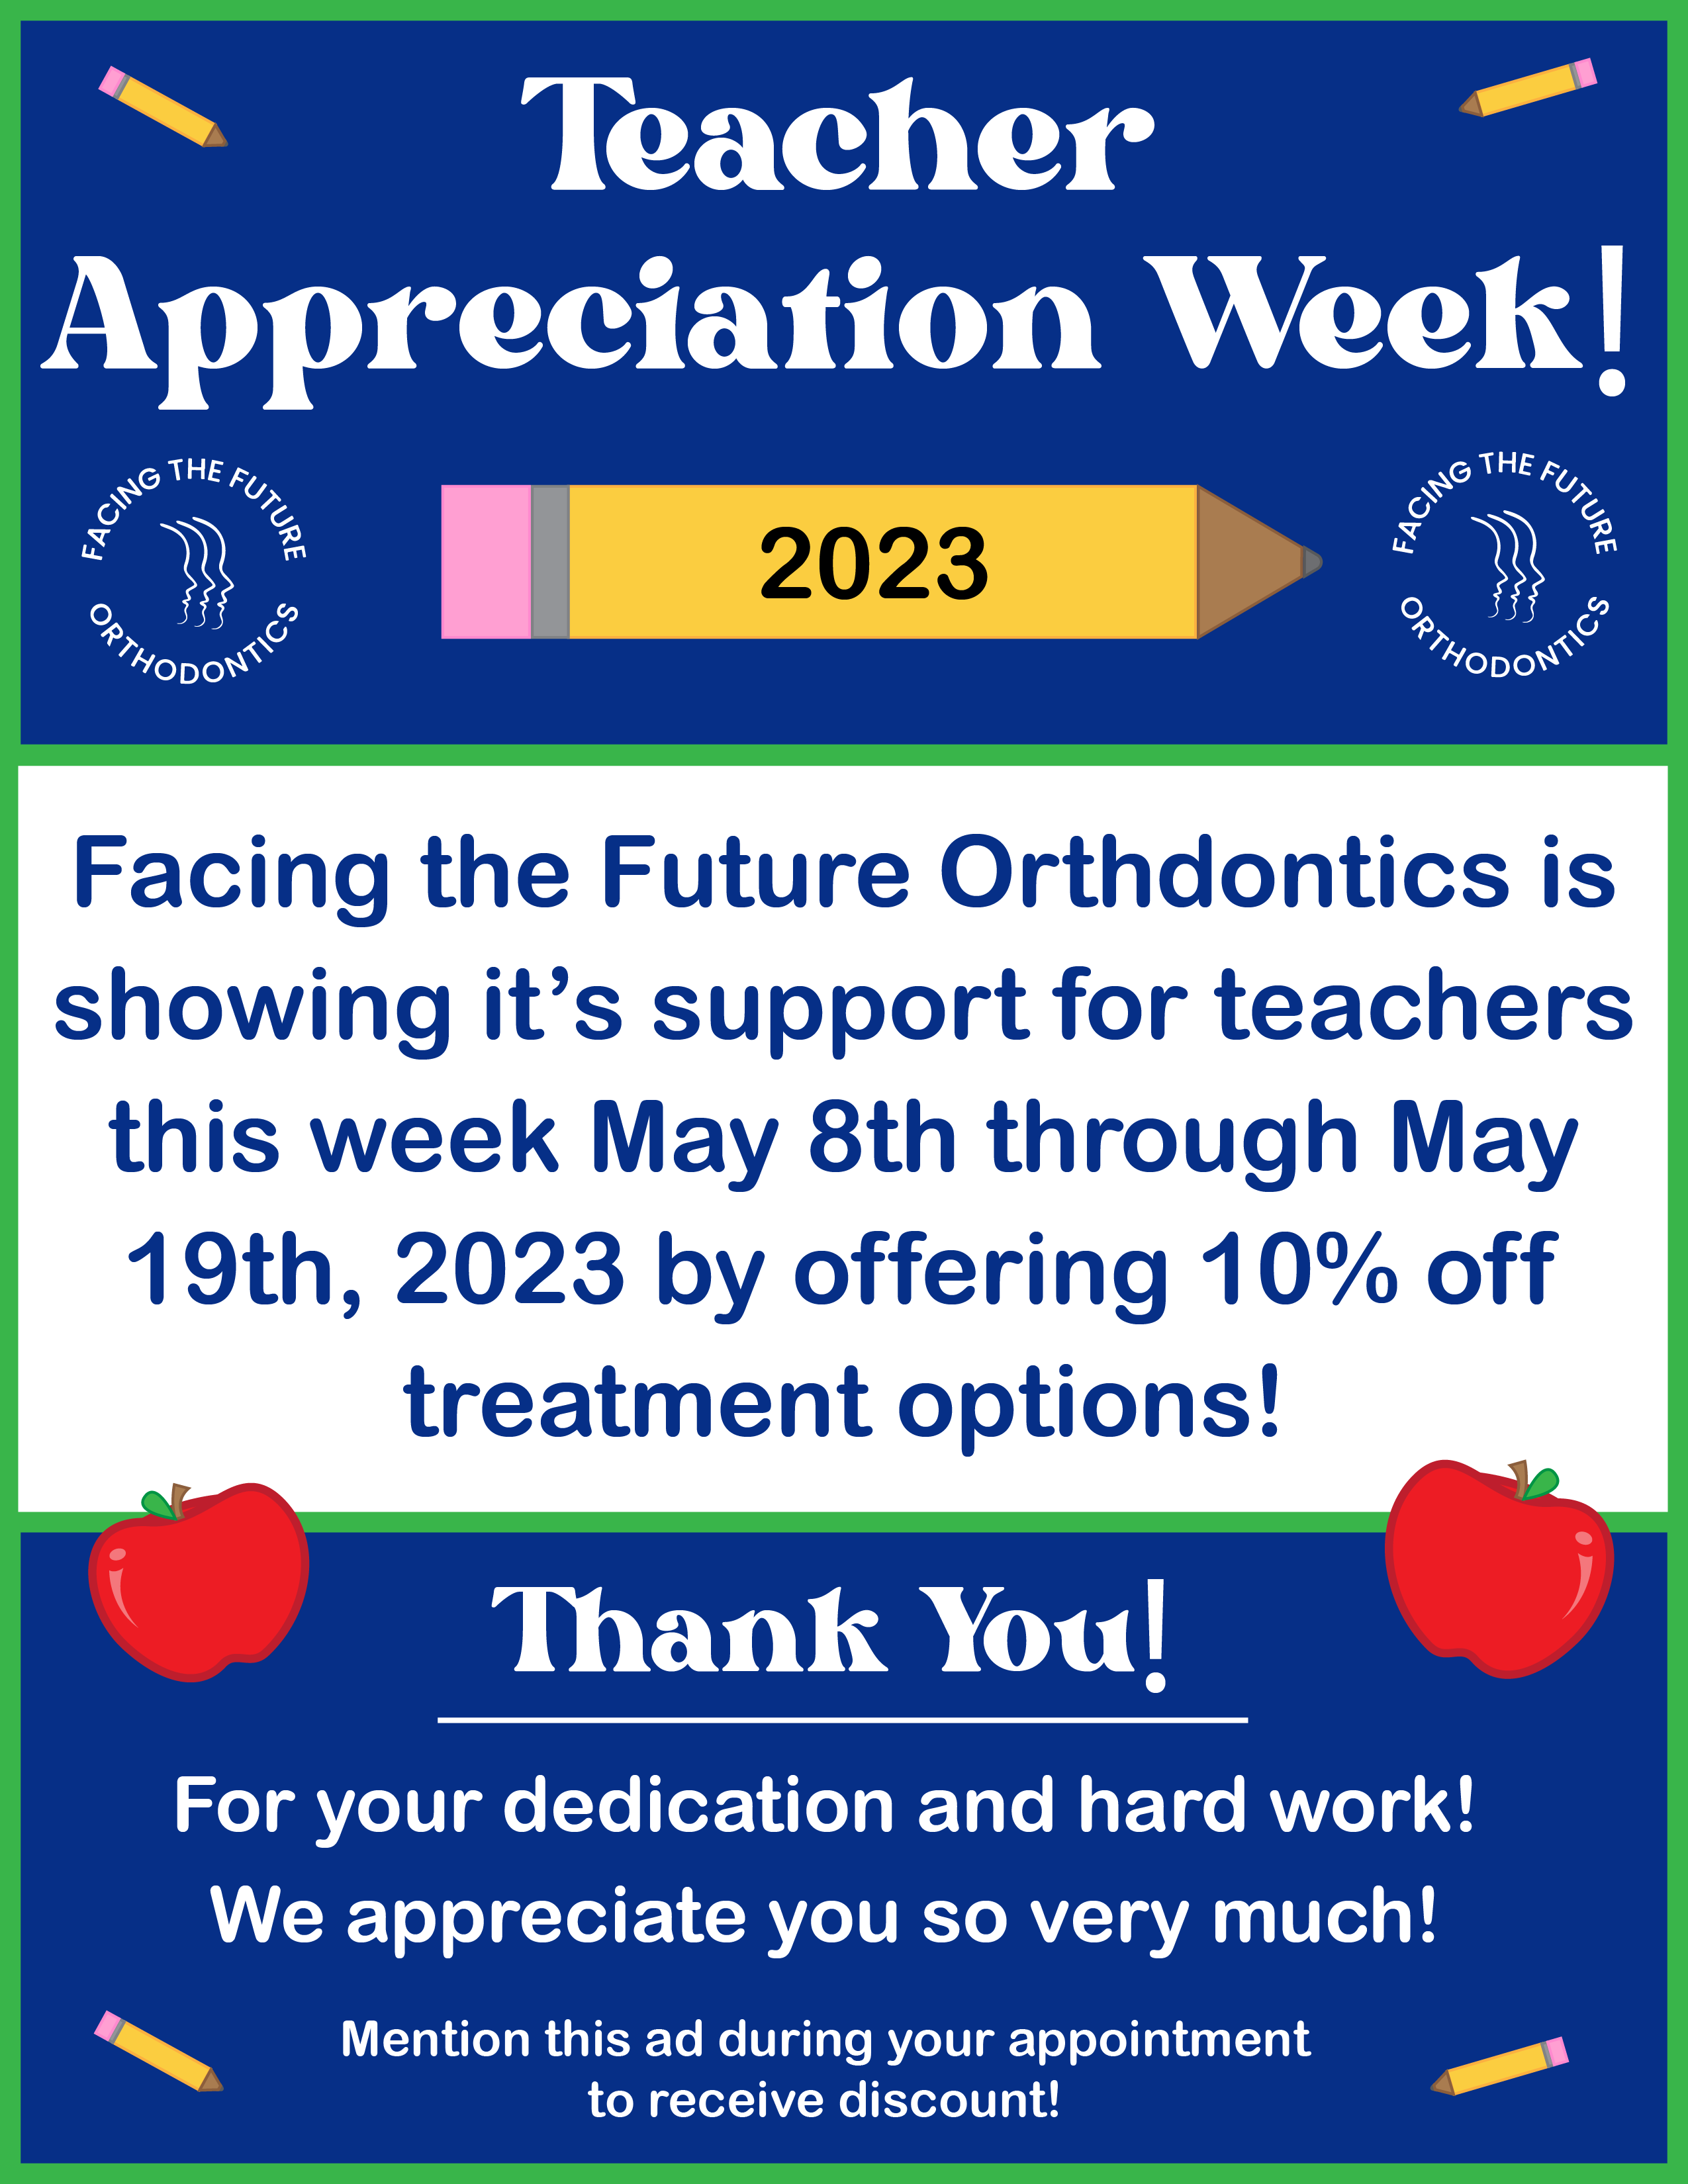 Teacher
Appreciation Week!
FACING THE FUTURE
ORTHODONTICS
2023
FACING THE FUTURE
ORTHODONTICS
Facing the Future Orthdontics is
showing it’s support for teachers
this week May 8th through May
19th, 2023 by offering 10% off
treatment options!
Thank You!
For your dedication and hard work!
We appreciate you so very much!
Mention this ad during your appointment
to receive discount!